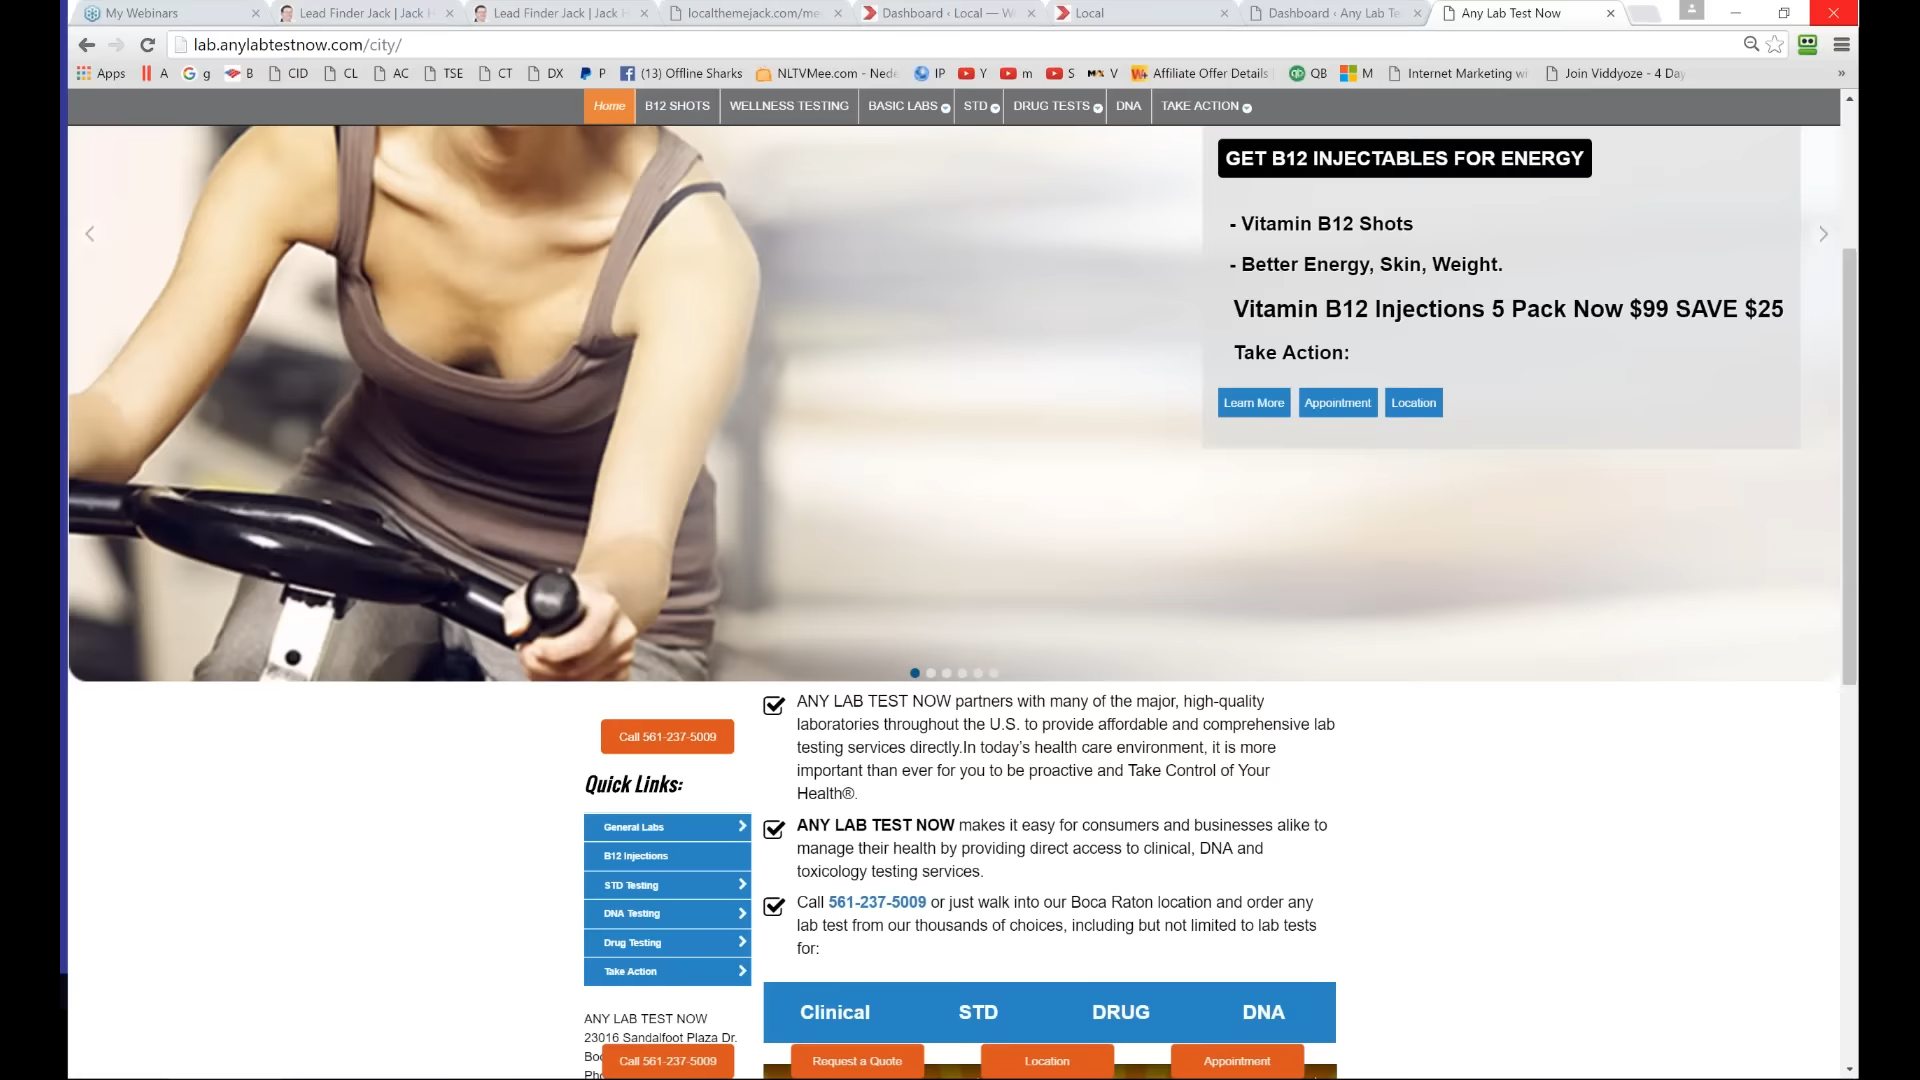 My Webinars
Lead Finder Jack | Jack H
Lead Finder Jack | Jack
localthemejack.com/me
Dashboard ‹ Local — W
Local
Dashboard ‹ Any Lab Te
Any Lab Test Now
lab.anylabtestnow.com/city/
Apps
A
g
B
CID
CL
AC
TSE
CT
DX
P
(13) Offline Sharks
NLTVMee.com - Nede
IP
Y
m
S
V
Affiliate Offer Details
QB
M
Internet Marketing wi
Join Viddyoze - 4 Day
»
Home
B12 SHOTS
WELLNESS TESTING
BASIC LABS
STD
DRUG TESTS
DNA
TAKE ACTION
GET B12 INJECTABLES FOR ENERGY
- Vitamin B12 Shots
- Better Energy, Skin, Weight.
Vitamin B12 Injections 5 Pack Now $99 SAVE $25
Take Action:
Learn More
Appointment
Location
Call 561-237-5009
Quick Links:
General Labs
B12 Injections
STD Testing
DNA Testing
Drug Testing
Take Action
ANY LAB TEST NOW
23016 Sandalfoot Plaza Dr.
ANY LAB TEST NOW partners with many of the major, high-quality
laboratories throughout the U.S. to provide affordable and comprehensive lab
testing services directly.In today's health care environment, it is more
important than ever for you to be proactive and Take Control of Your
Health®.
ANY LAB TEST NOW makes it easy for consumers and businesses alike to
manage their health by providing direct access to clinical, DNA and
toxicology testing services.
Call 561-237-5009 or just walk into our Boca Raton location and order any
lab test from our thousands of choices, including but not limited to lab tests
for:
Clinical
STD
DRUG
DNA
Call 561-237-5009
Request a Quote
Location
Appointment